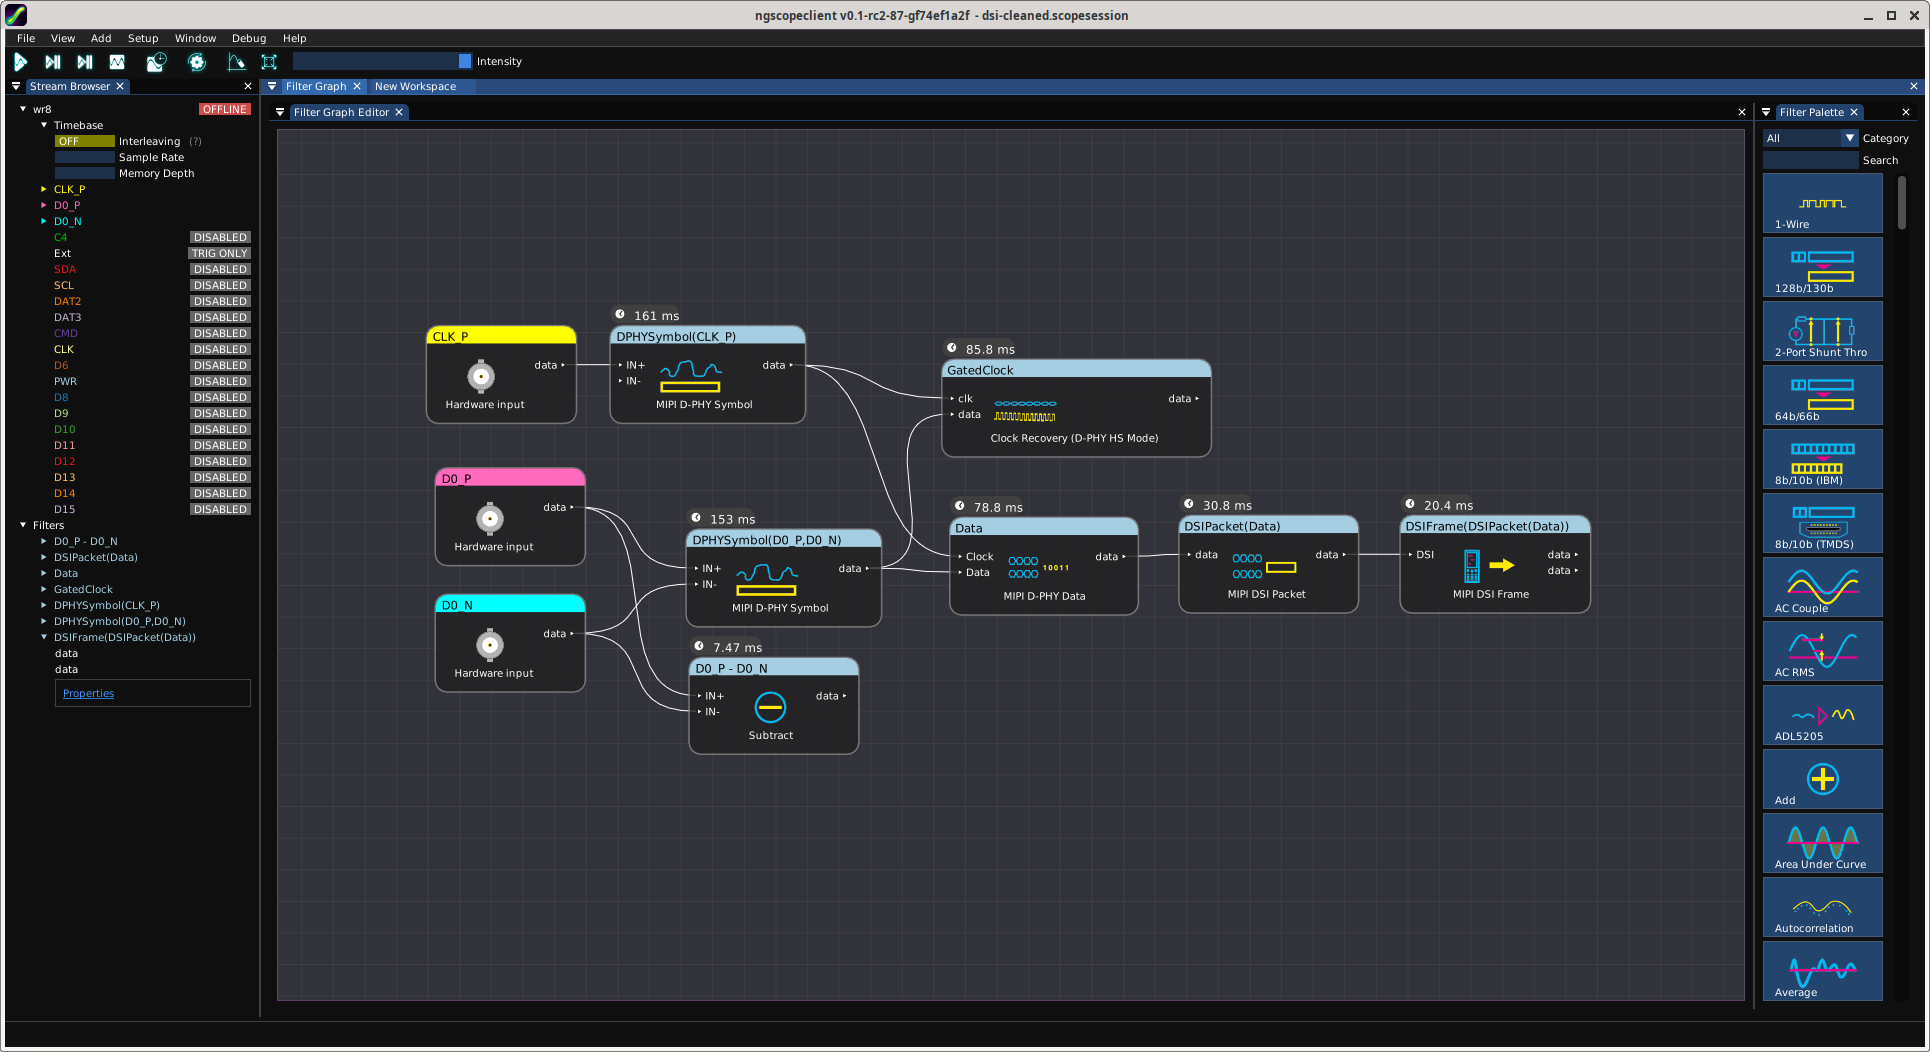 ngscopeclient v0.1-rc2-87-gf74ef1a2f - dsi-cleaned.scopesession
File View Add Setup Window Debug Help
Intensity
Stream Browser
wr8 OFFLINE
Timebase
OFF Interleaving (?)
Sample Rate
Memory Depth
CLK_P
D0_P
D0_N
C4 DISABLED
Ext TRIG ONLY
SDA DISABLED
SCL DISABLED
DAT2 DISABLED
DAT3 DISABLED
CMD DISABLED
CLK DISABLED
D6 DISABLED
PWR DISABLED
D8 DISABLED
D9 DISABLED
D10 DISABLED
D11 DISABLED
D12 DISABLED
D13 DISABLED
D14 DISABLED
D15 DISABLED
Filters
D0_P - D0_N
DSIPacket(Data)
Data
GatedClock
DPHYSymbol(CLK_P)
DPHYSymbol(D0_P,D0_N)
DSIFrame(DSIPacket(Data))
data
data
Properties
Filter Graph New Workspace
Filter Graph Editor
CLK_P
data
Hardware input
161 ms
DPHYSymbol(CLK_P)
IN+ data
IN-
MIPI D-PHY Symbol
85.8 ms
GatedClock
clk data
data
Clock Recovery (D-PHY HS Mode)
D0_P
data
Hardware input
D0_N
data
Hardware input
153 ms
DPHYSymbol(D0_P,D0_N)
IN+ data
IN-
MIPI D-PHY Symbol
7.47 ms
D0_P - D0_N
IN+ data
IN-
Subtract
78.8 ms
Data
Clock data
Data
10011
MIPI D-PHY Data
30.8 ms
DSIPacket(Data)
data data
MIPI DSI Packet
20.4 ms
DSIFrame(DSIPacket(Data))
DSI data
data
MIPI DSI Frame
Filter Palette
All Category
Search
1-Wire
128b/130b
2-Port Shunt Thro
64b/66b
8b/10b (IBM)
8b/10b (TMDS)
AC Couple
AC RMS
ADL5205
Add
Area Under Curve
Autocorrelation
Average